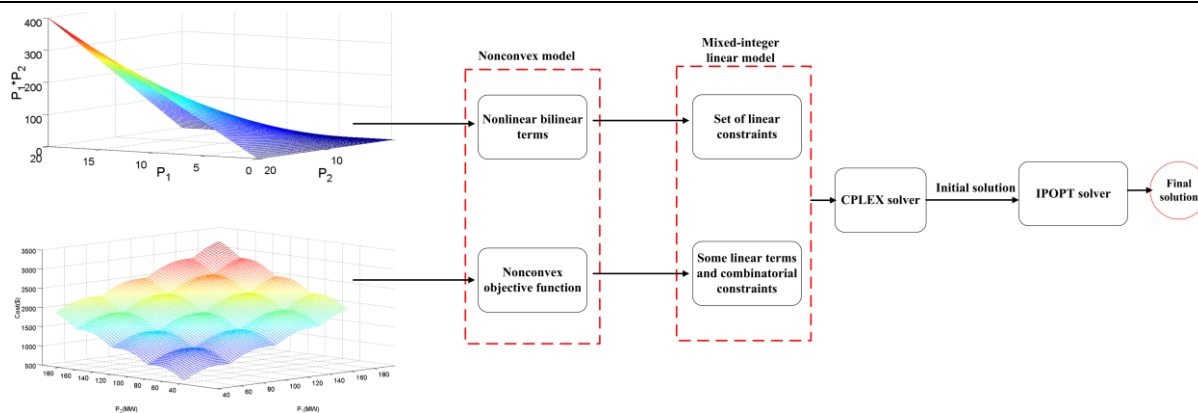 400
300
200
100
0
P1*P2
20
15
10
5
0
P1
20
10
P2
Nonconvex model
Nonlinear bilinear
terms
Nonconvex
objective function
Mixed-integer
linear model
Set of linear
constraints
Some linear terms
and combinatorial
constraints
CPLEX solver
Initial solution
IPOPT solver
Final
solution
3500
3000
2500
2000
1500
1000
500
Cost($)
180
160
140
120
100
80
60
40
P2(MW)
40
60
80
100
120
140
160
180
P1(MW)